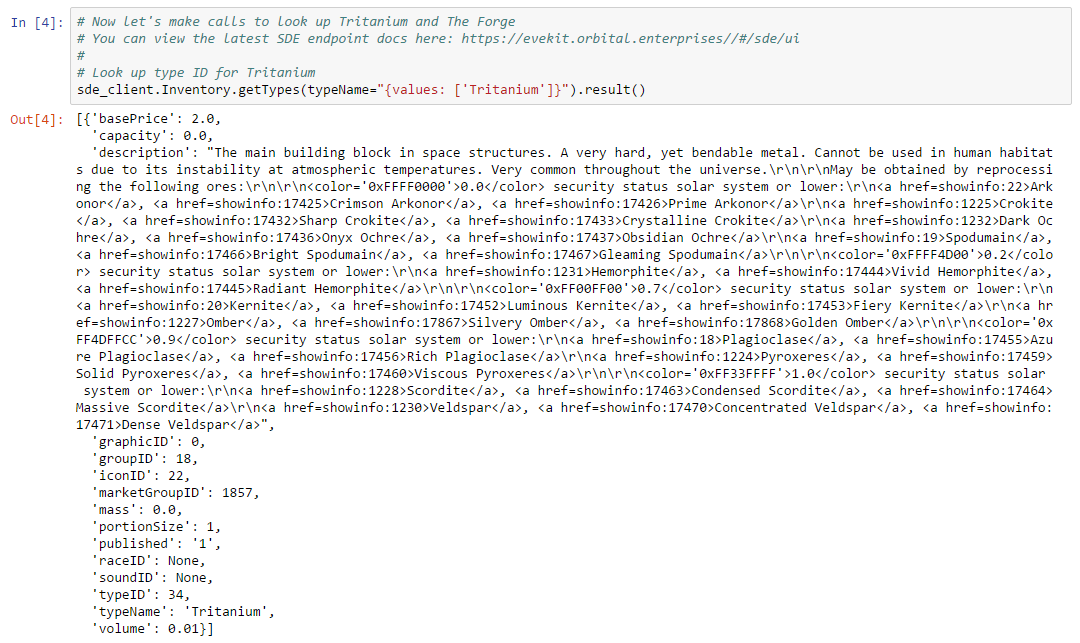 In [4]: # Now let's make calls to look up Tritanium and The Forge
# You can view the latest SDE endpoint docs here: https://evekit.orbital.enterprises//#/sde/ui
#
# Look up type ID for Tritanium
sde_client.Inventory.getTypes(typeName="{values: ['Tritanium']}").result()
Out[4]: [{'basePrice': 2.0,
'capacity': 0.0,
'description': "The main building block in space structures. A very hard, yet bendable metal. Cannot be used in human habitat
s due to its instability at atmospheric temperatures. Very common throughout the universe.\r\n\r\nMay be obtained by reprocessi
ng the following ores:\r\n\r\n<color='0xFFFF0000'>0.0</color> security status solar system or lower:\r\n<a href=showinfo:22>Ark
onor</a>, <a href=showinfo:17425>Crimson Arkonor</a>, <a href=showinfo:17426>Prime Arkonor</a>\r\n<a href=showinfo:1225>Crokite
</a>, <a href=showinfo:17432>Sharp Crokite</a>, <a href=showinfo:17433>Crystalline Crokite</a>\r\n<a href=showinfo:1232>Dark Oc
hre</a>, <a href=showinfo:17436>Onyx Ochre</a>, <a href=showinfo:17437>Obsidian Ochre</a>\r\n<a href=showinfo:19>Spodumain</a>,
<a href=showinfo:17466>Bright Spodumain</a>, <a href=showinfo:17467>Gleaming Spodumain</a>\r\n\r\n<color='0xFFFF4D00'>0.2</colo
r> security status solar system or lower:\r\n<a href=showinfo:1231>Hemorphite</a>, <a href=showinfo:17444>Vivid Hemorphite</a>,
<a href=showinfo:17445>Radiant Hemorphite</a>\r\n\r\n<color='0xFF00FF00'>0.7</color> security status solar system or lower:\r\n
<a href=showinfo:20>Kernite</a>, <a href=showinfo:17452>Luminous Kernite</a>, <a href=showinfo:17453>Fiery Kernite</a>\r\n<a hr
ef=showinfo:1227>Omber</a>, <a href=showinfo:17867>Silvery Omber</a>, <a href=showinfo:17868>Golden Omber</a>\r\n\r\n<color='0x
FF4DFFCC'>0.9</color> security status solar system or lower:\r\n<a href=showinfo:18>Plagioclase</a>, <a href=showinfo:17455>Azu
re Plagioclase</a>, <a href=showinfo:17456>Rich Plagioclase</a>\r\n<a href=showinfo:1224>Pyroxeres</a>, <a href=showinfo:17459>
Solid Pyroxeres</a>, <a href=showinfo:17460>Viscous Pyroxeres</a>\r\n\r\n<color='0xFF33FFFF'>1.0</color> security status solar
system or lower:\r\n<a href=showinfo:1228>Scordite</a>, <a href=showinfo:17463>Condensed Scordite</a>, <a href=showinfo:17464>
Massive Scordite</a>\r\n<a href=showinfo:1230>Veldspar</a>, <a href=showinfo:17470>Concentrated Veldspar</a>, <a href=showinfo:
17471>Dense Veldspar</a>",
'graphicID': 0,
'groupID': 18,
'iconID': 22,
'marketGroupID': 1857,
'mass': 0.0,
'portionSize': 1,
'published': '1',
'raceID': None,
'soundID': None,
'typeID': 34,
'typeName': 'Tritanium',
'volume': 0.01}]